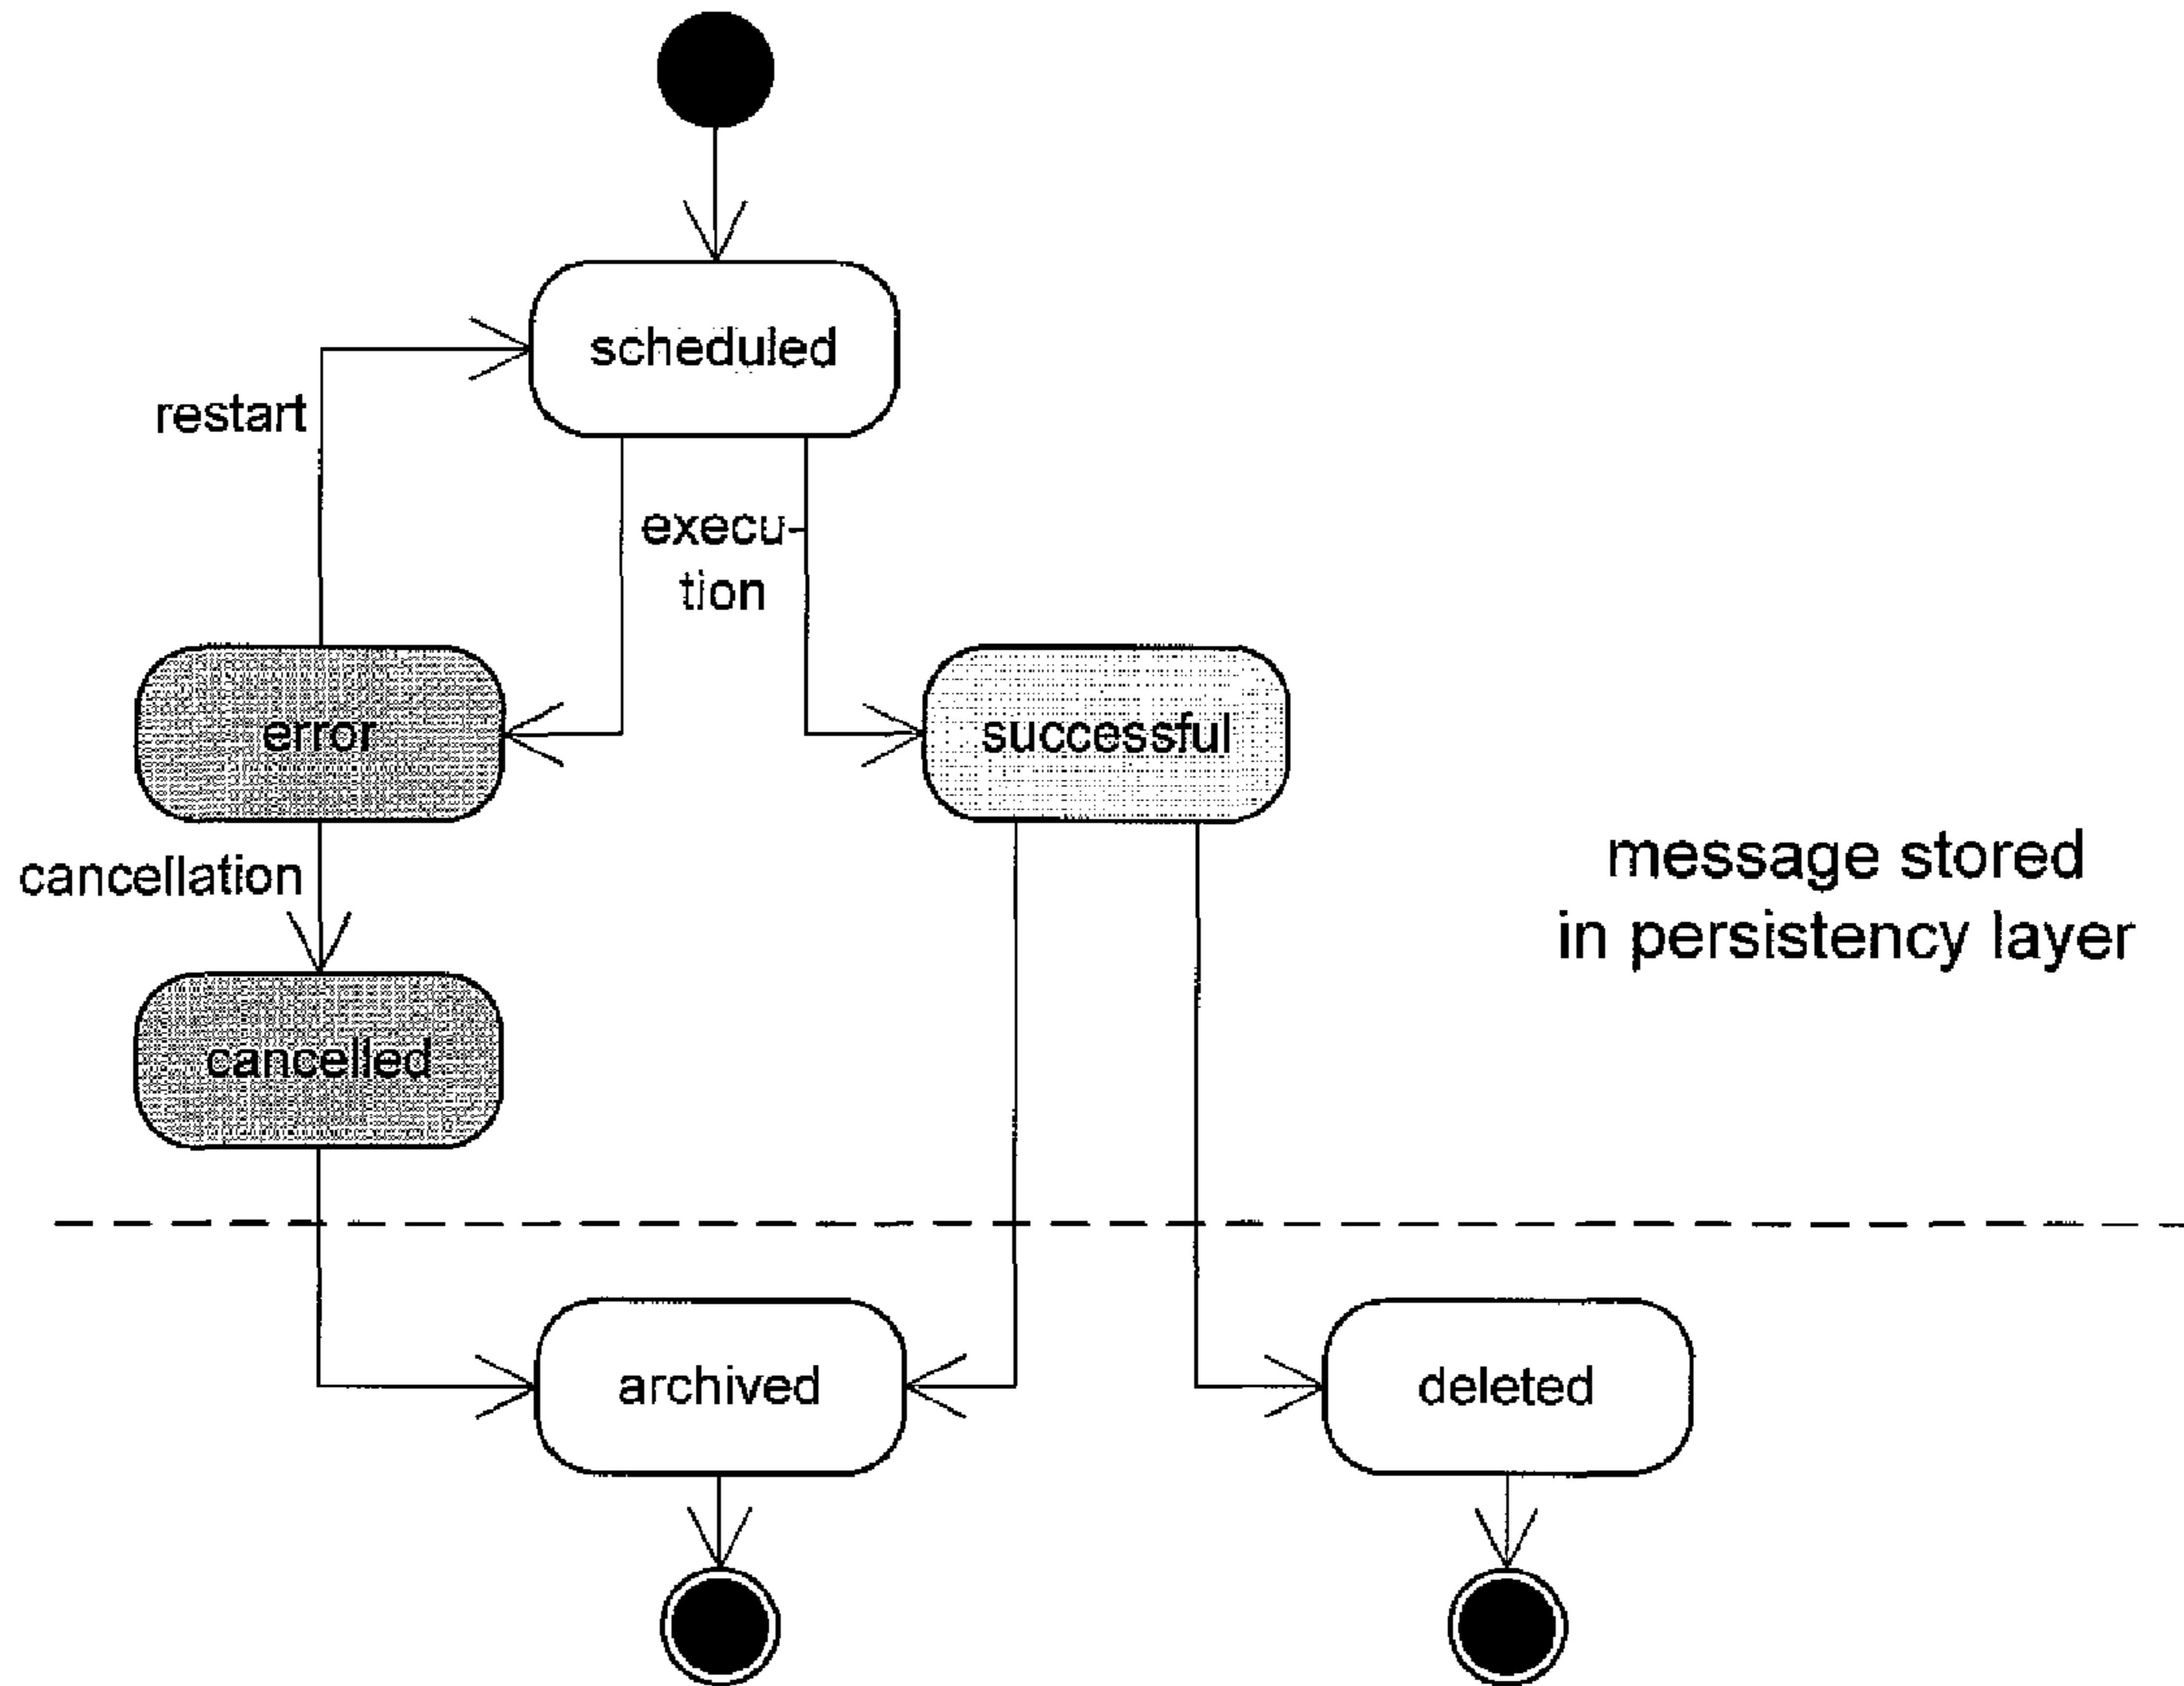 scheduled
restart
execu-
tion
error
successful
cancellation
message stored
in persistency layer
cancelled
archived
deleted